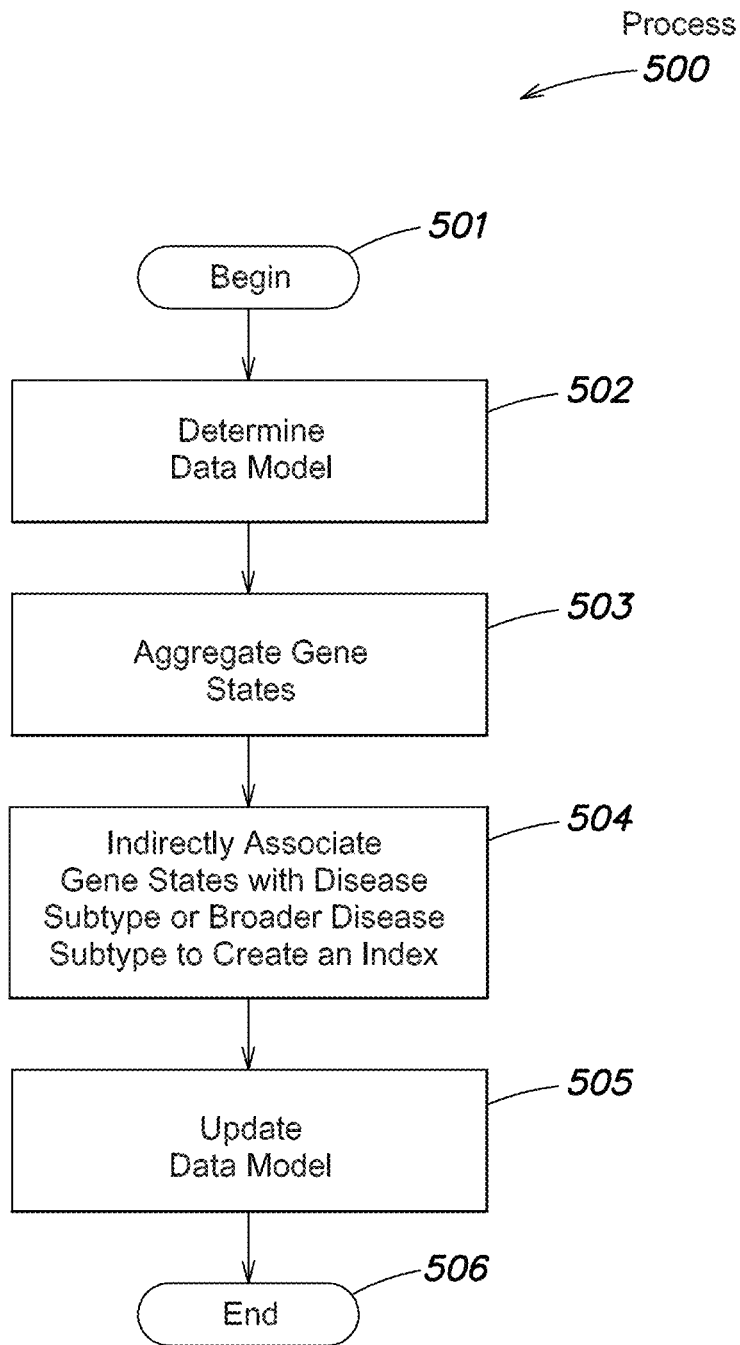 Process
500
501
Begin
502
Determine
Data Model
503
Aggregate Gene
States
504
Indirectly Associate
Gene States with Disease
Subtype or Broader Disease
Subtype to Create an Index
505
Update
Data Model
506
End